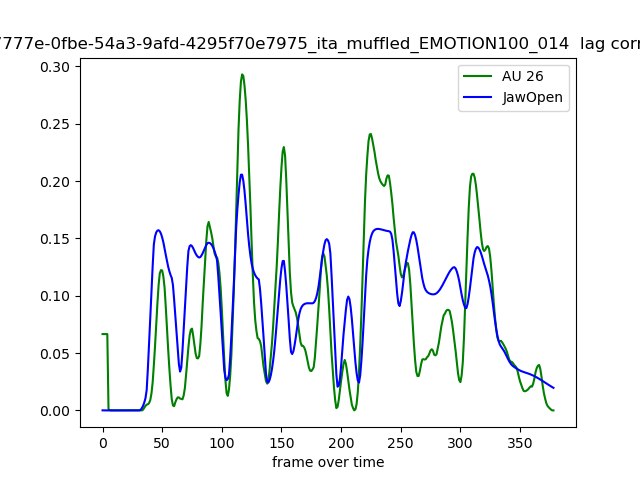 7777e-0fbe-54a3-9afd-4295f70e7975_ita_muffled_EMOTION100_014 lag corr
AU 26
JawOpen
0.30
0.25
0.20
0.15
0.10
0.05
0.00
0 50 100 150 200 250 300 350
frame over time